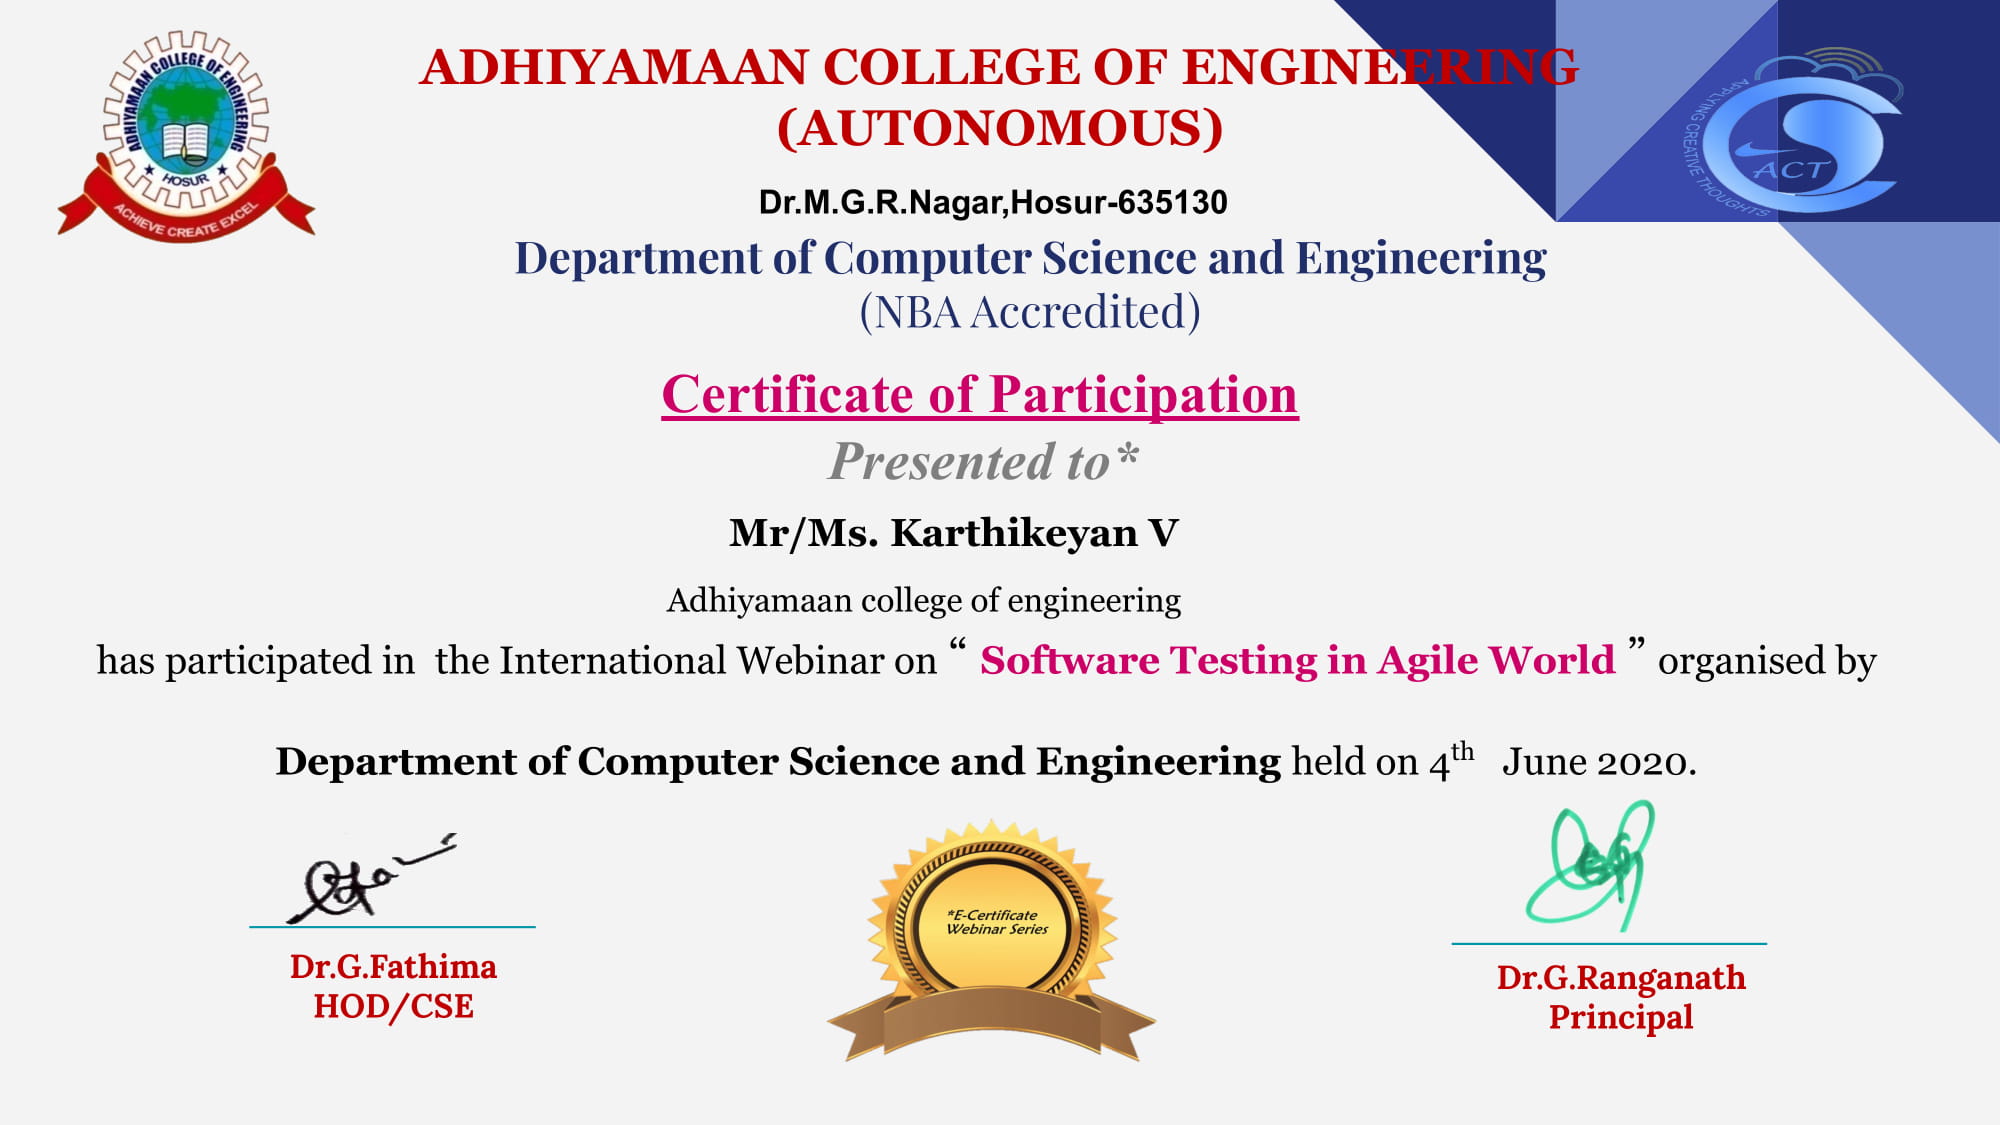 ADHIYAMAAN COLLEGE OF ENGINEERING
HOSUR
ACHIEVE CREATE EXCEL
ADHIYAMAAN COLLEGE OF ENGINEERING
(AUTONOMOUS)
APPLYING CREATIVE THOUGHTS
ACT
Dr.M.G.R.Nagar,Hosur-635130
Department of Computer Science and Engineering
(NBA Accredited)
Certificate of Participation
Presented to*
Mr/Ms. Karthikeyan V
Adhiyamaan college of engineering
has participated in the International Webinar on “ Software Testing in Agile World ” organised by
Department of Computer Science and Engineering held on 4th June 2020.
*E-Certificate
Webinar Series
Dr.G.Fathima
HOD/CSE
Dr.G.Ranganath
Principal